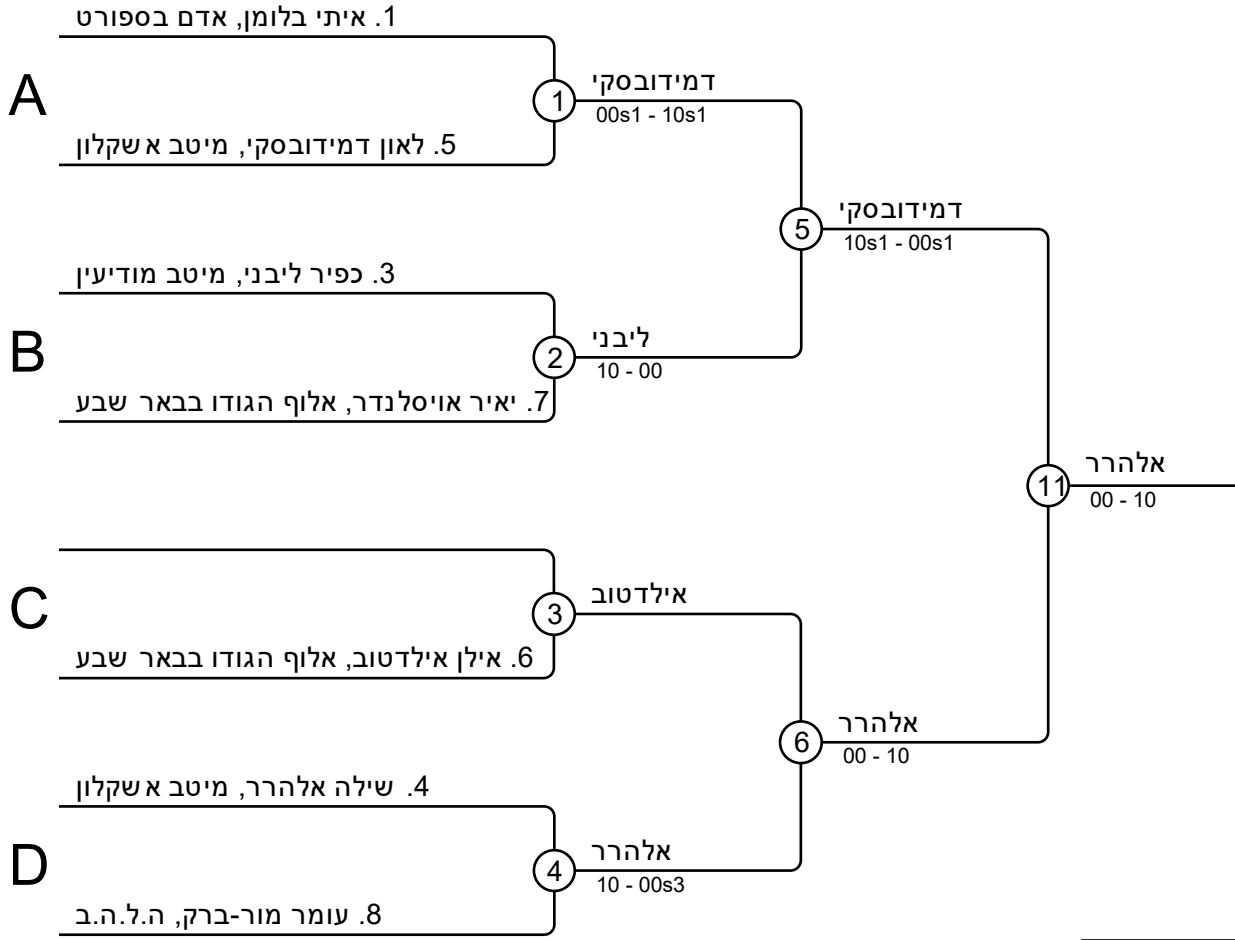 1. איתי בלומן, אדם בספורט
A
1
דמידובסקי
00s1 - 10s1
5. לאון דמידובסקי, מיטב אשקלון
5
דמידובסקי
10s1 - 00s1
3. כפיר ליבני, מיטב מודיעין
B
2
ליבני
10 - 00
7. יאיר אויסלנדר, אלוף הגודו בבאר שבע
11
אלהרר
00 - 10
C
3
אילדטוב
6. אילן אילדטוב, אלוף הגודו בבאר שבע
6
אלהרר
00 - 10
4. שילה אלהרר, מיטב אשקלון
D
4
אלהרר
10 - 00s3
8. עומר מור-ברק, ה.ל.ה.ב